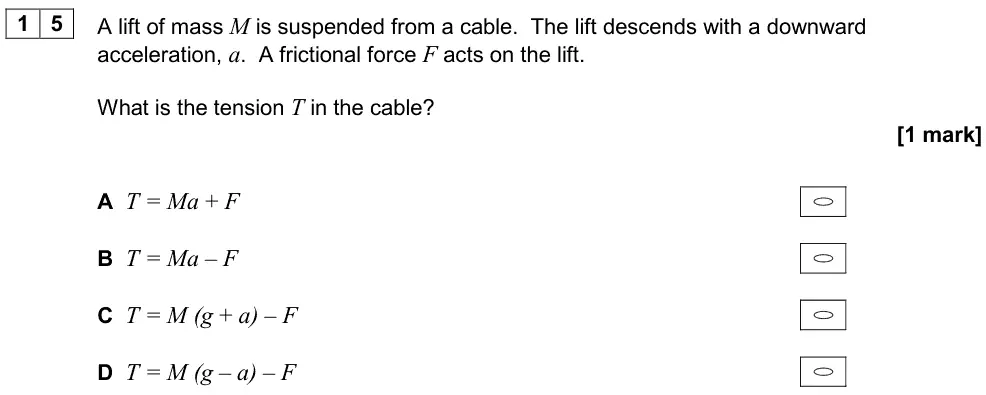 1 5 A lift of mass M is suspended from a cable. The lift descends with a downward
acceleration, a. A frictional force F acts on the lift.
What is the tension T in the cable?
[1 mark]
A T = Ma + F
B T = Ma – F
C T = M (g + a) – F
D T = M (g – a) – F